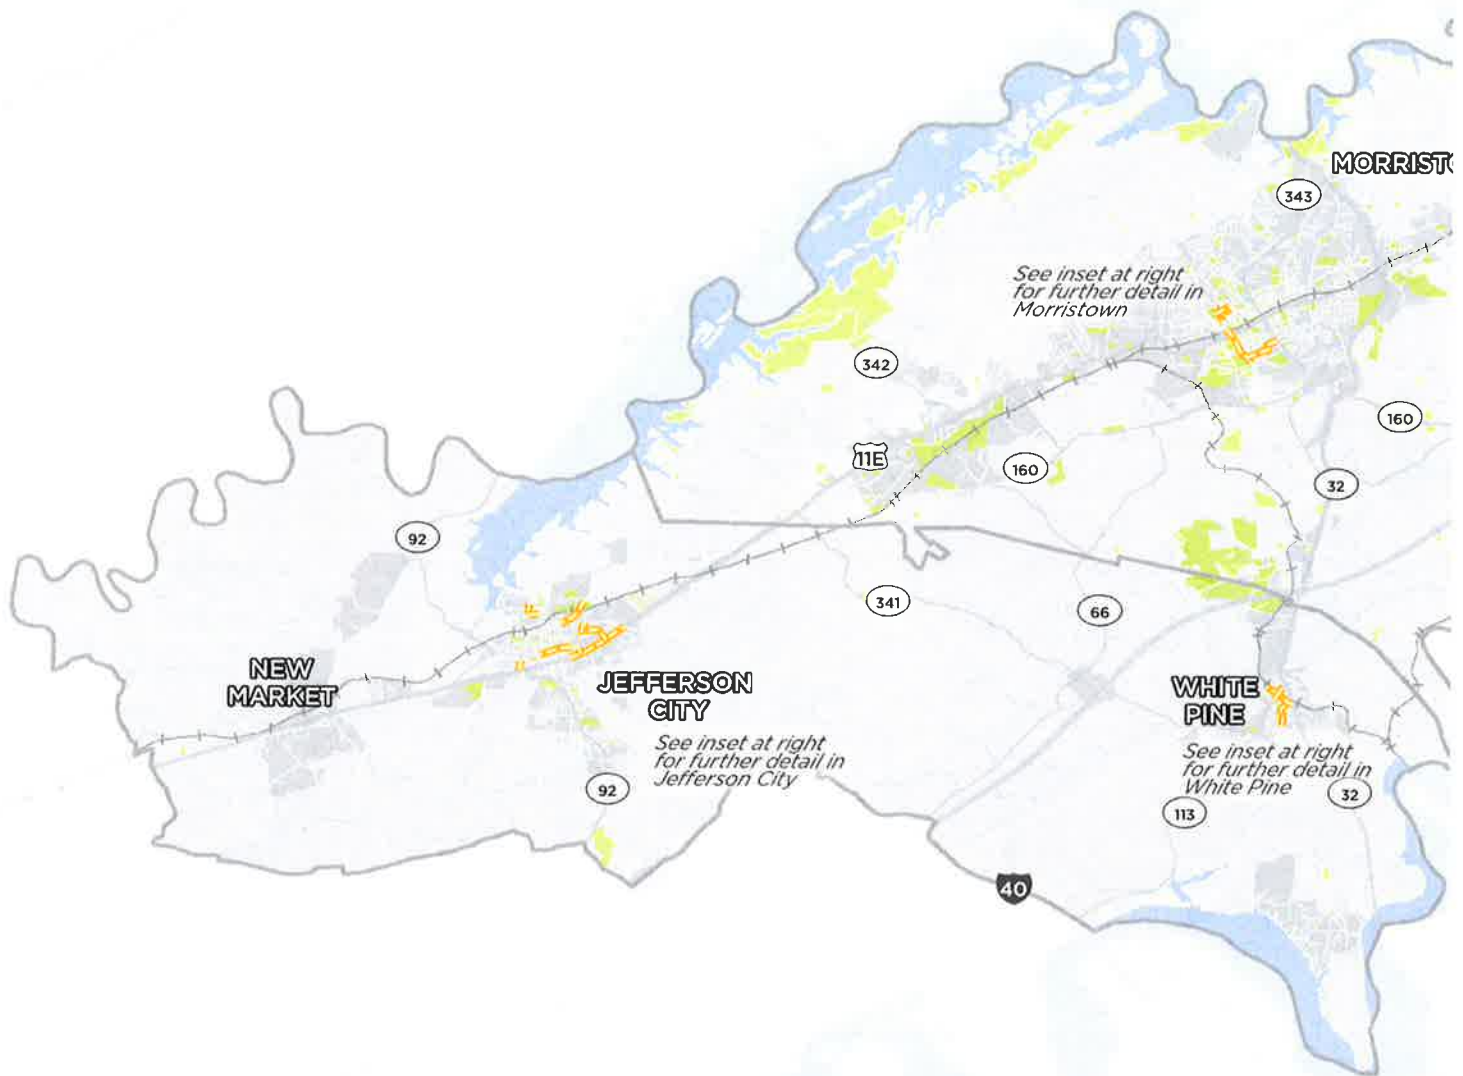 MORRISTO
343
See inset at right
for further detail in
Morristown
342
160
11E
160
32
92
341
66
NEW
MARKET
JEFFERSON
CITY
WHITE
PINE
See inset at right
for further detail in
Jefferson City
See inset at right
for further detail in
White Pine
92
32
113
40